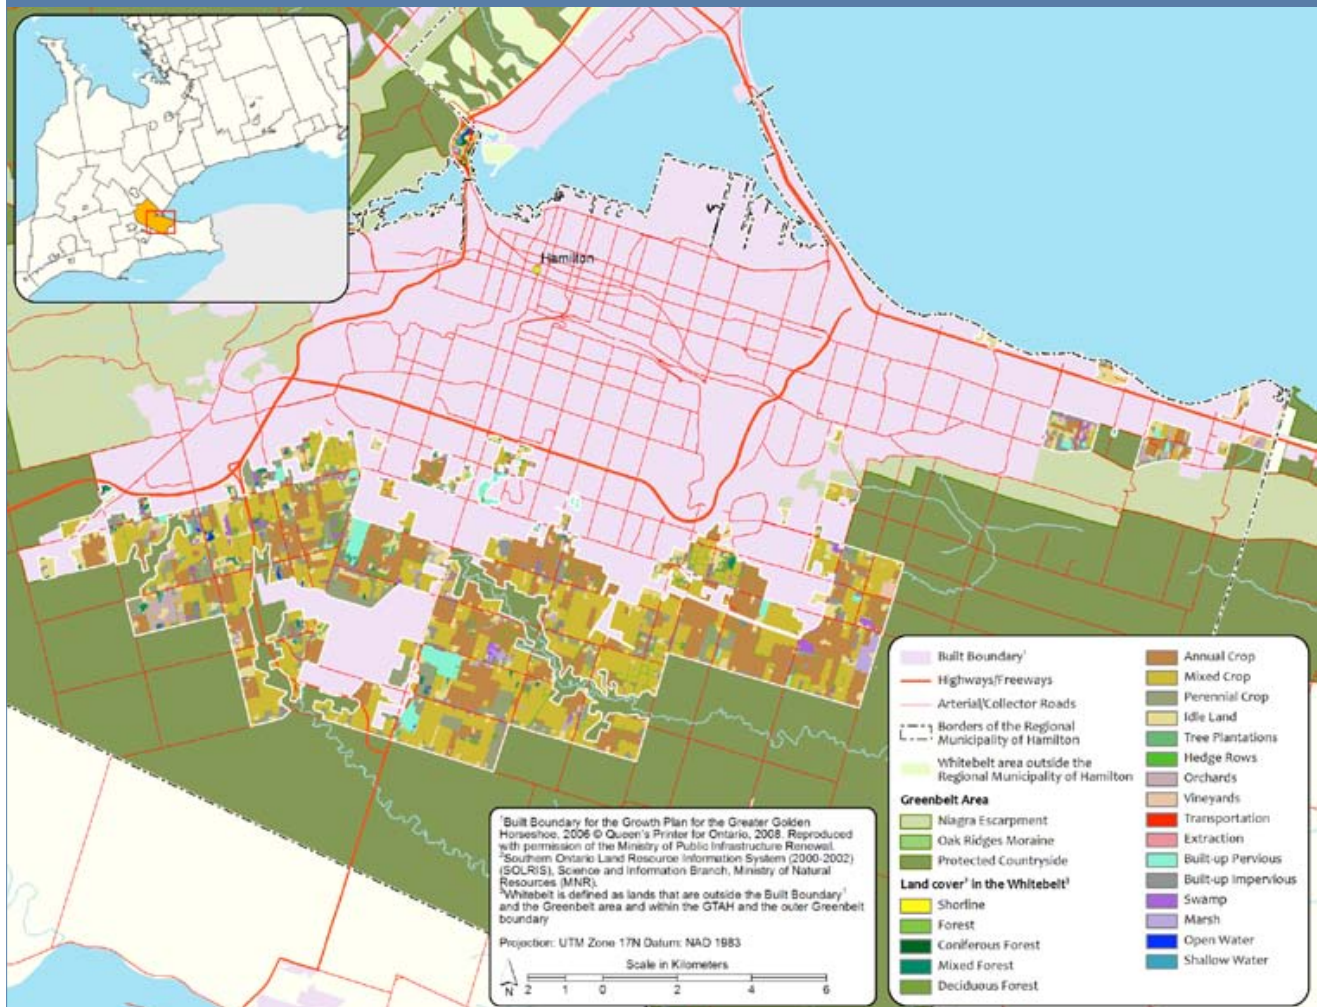 Hamilton
Built Boundary¹
Highways/Freeways
Arterial/Collector Roads
Borders of the Regional
Municipality of Hamilton
Whitebelt area outside the
Regional Municipality of Hamilton
Greenbelt Area
Niagra Escarpment
Oak Ridges Moraine
Protected Countryside
Land cover² in the Whitebelt³
Shorline
Forest
Coniferous Forest
Mixed Forest
Deciduous Forest
Annual Crop
Mixed Crop
Perennial Crop
Idle Land
Tree Plantations
Hedge Rows
Orchards
Vineyards
Transportation
Extraction
Built-up Pervious
Built-up Impervious
Swamp
Marsh
Open Water
Shallow Water
¹Built Boundary for the Growth Plan for the Greater Golden
Horseshoe, 2006 © Queen's Printer for Ontario, 2008. Reproduced
with permission of the Ministry of Public Infrastructure Renewal.
²Southern Ontario Land Resource Information System (2000-2002)
(SOLRIS), Science and Information Branch, Ministry of Natural
Resources (MNR).
³Whitebelt is defined as lands that are outside the Built Boundary¹
and the Greenbelt area and within the GTAH and the outer Greenbelt
boundary
Projection: UTM Zone 17N Datum: NAD 1983
Scale in Kilometers
N 2 1 0 2 4 6